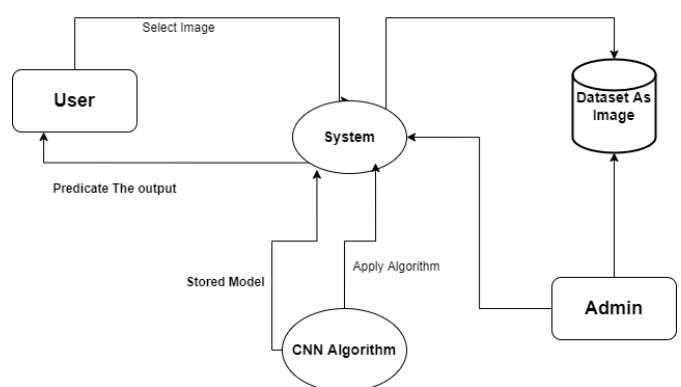 Select Image
User
Dataset As
Image
System
Predicate The output
Apply Algorithm
Stored Model
Admin
CNN Algorithm